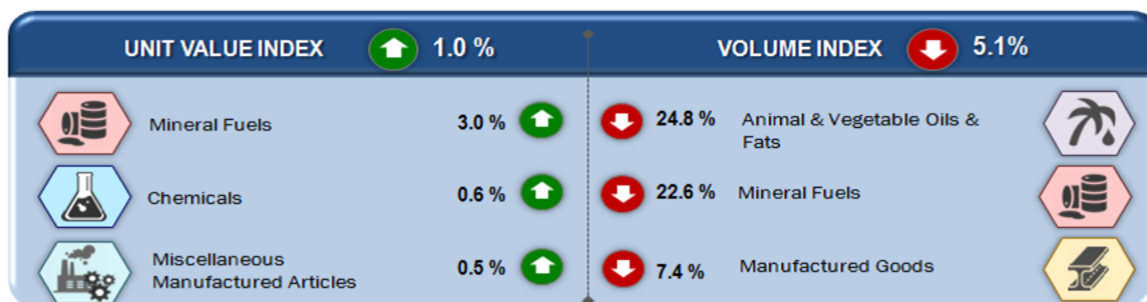 UNIT VALUE INDEX 1.0 %
VOLUME INDEX 5.1%
Mineral Fuels 3.0 %
Chemicals 0.6 %
Miscellaneous
Manufactured Articles 0.5 %
24.8 % Animal & Vegetable Oils &
Fats
22.6 % Mineral Fuels
7.4 % Manufactured Goods